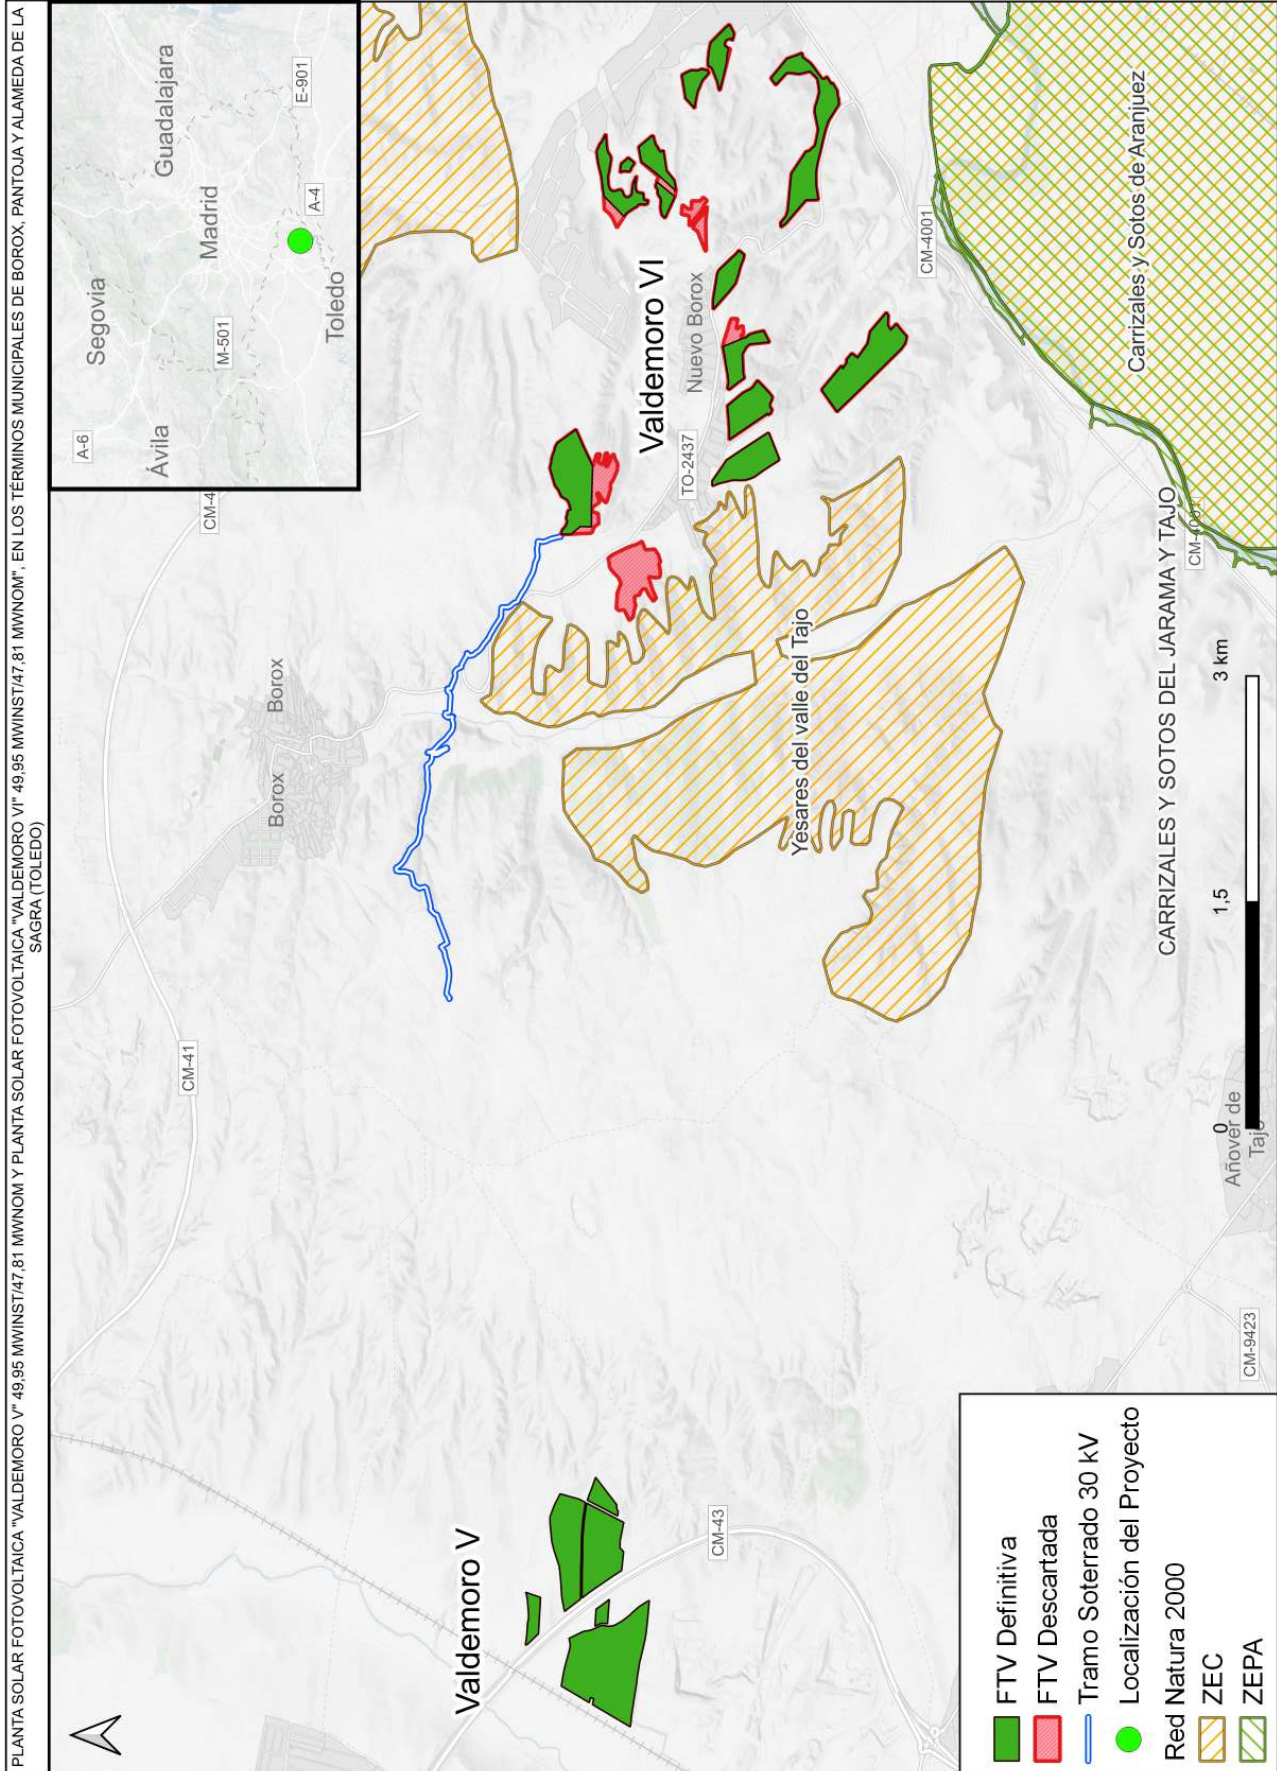 PLANTA SOLAR FOTOVOLTAICA "VALDEMORO V" 49,95 MWINST/47,81 MWNOM Y PLANTA SOLAR FOTOVOLTAICA "VALDEMORO VI" 49,95 MWINST/47,81 MWNOM", EN LOS TÉRMINOS MUNICIPALES DE BOROX, PANTOJA Y ALAMEDA DE LA
SAGRA (TOLEDO)
A-6
Segovia
Guadalajara
Ávila
M-501
Madrid
E-901
A-4
Toledo
CM-4
CM-41
Borox
Borox
Valdemoro V
Valdemoro VI
TO-2437
Nuevo Borox
CM-43
Yesares del valle del Tajo
CM-4001
Carrizales y Sotos de Aranjuez
CARRIZALES Y SOTOS DEL JARAMA Y TAJO
CM-4001
Añover de
Tajo
CM-9423
0
1,5
3 km
FTV Definitiva
FTV Descartada
Tramo Soterrado 30 kV
Localización del Proyecto
Red Natura 2000
ZEC
ZEPA